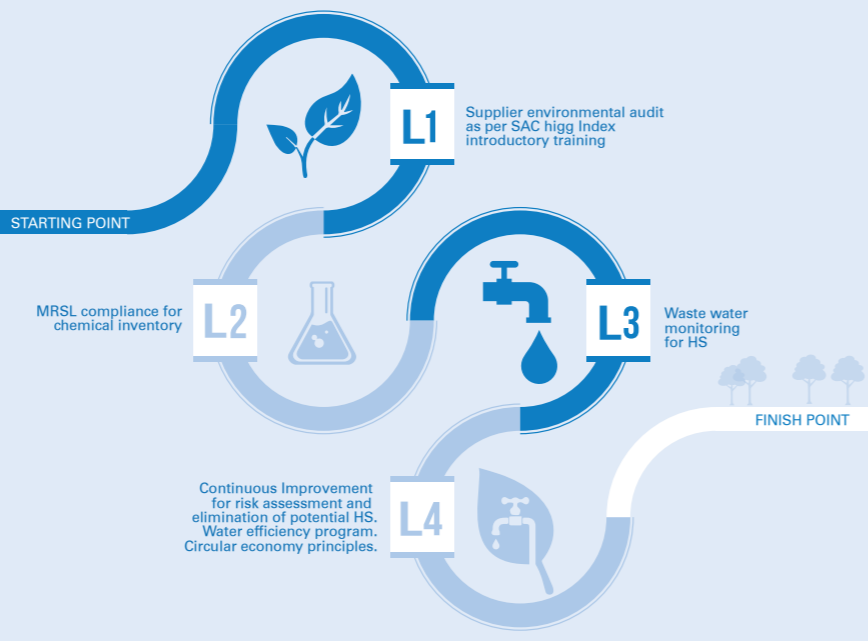 STARTING POINT
L1
Supplier environmental audit
as per SAC higg Index
introductory training
L2
MRSL compliance for
chemical inventory
L3
Waste water
monitoring
for HS
L4
Continuous Improvement
for risk assessment and
elimination of potential HS.
Water efficiency program.
Circular economy principles.
FINISH POINT